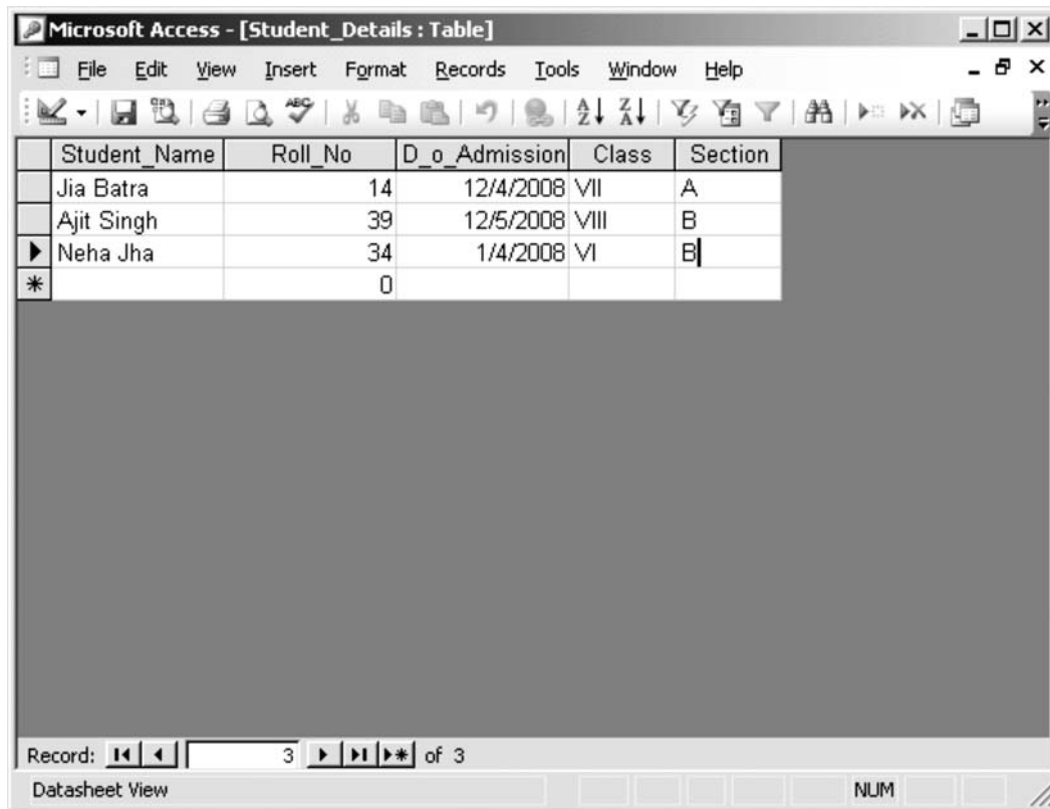 Microsoft Access - [Student_Details : Table]
File Edit View Insert Format Records Tools Window Help
ABC A Z Z A
Student_Name Roll_No D_o_Admission Class Section
Jia Batra 14 12/4/2008 VII A
Ajit Singh 39 12/5/2008 VIII B
Neha Jha 34 1/4/2008 VI B
0
Record: 3 of 3
Datasheet View NUM